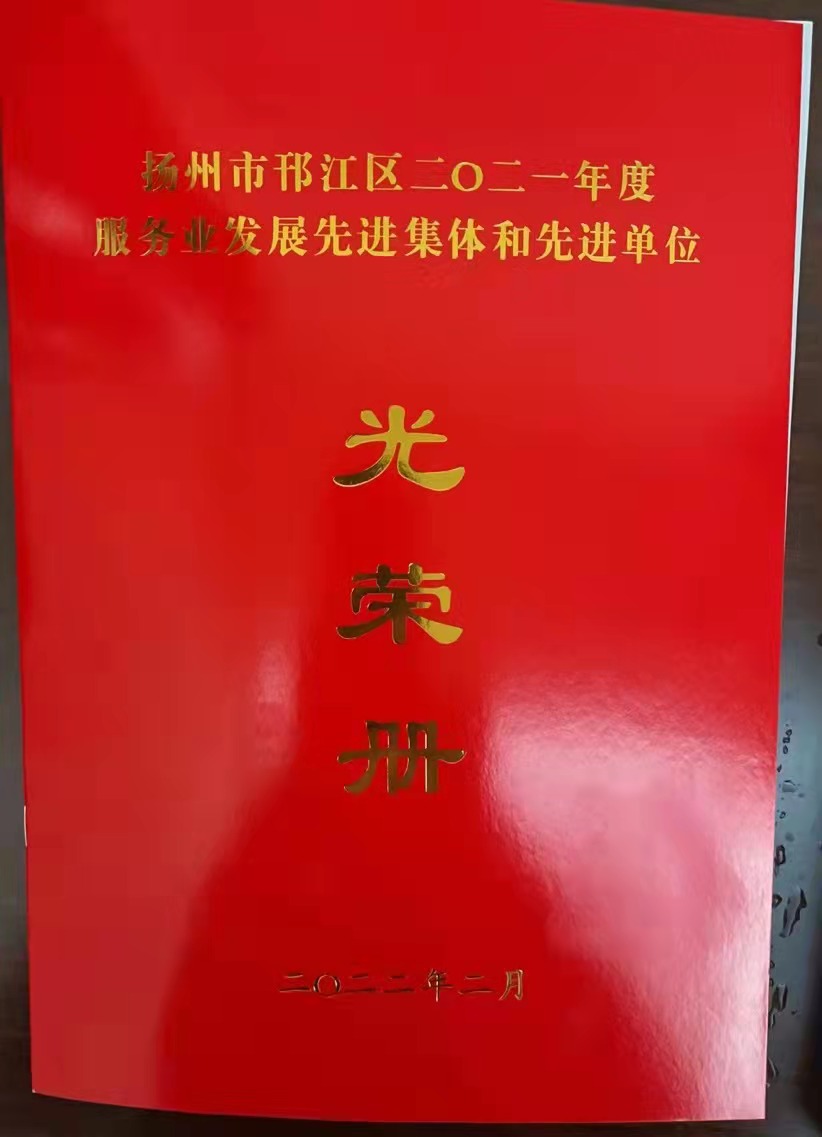 扬州市邗江区二〇二一年度
服务业发展先进集体和先进单位
光
荣
册
二〇二二年二月